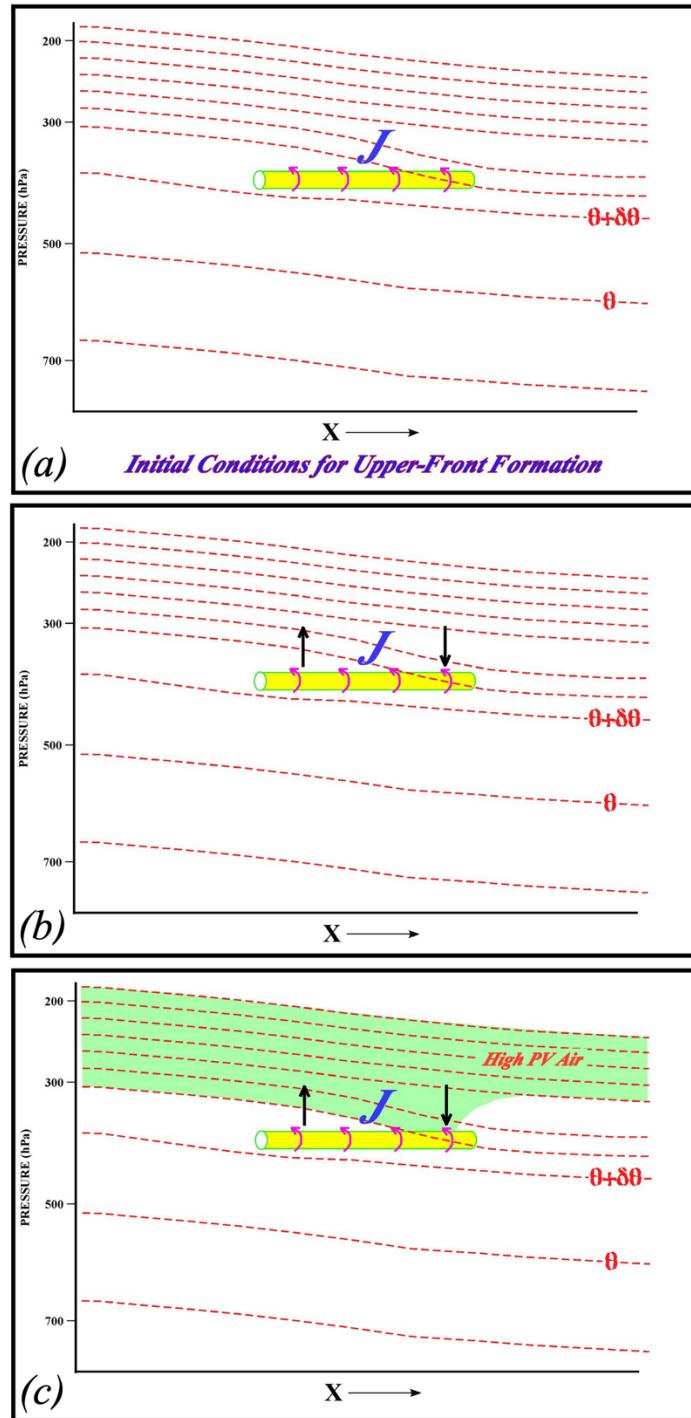 200
300
J
PRESSURE (hPa)
θ+δθ
500
θ
700
X
(a)
Initial Conditions for Upper-Front Formation
200
300
J
PRESSURE (hPa)
θ+δθ
500
θ
700
X
(b)
200
High PV Air
300
J
PRESSURE (hPa)
θ+δθ
500
θ
700
X
(c)